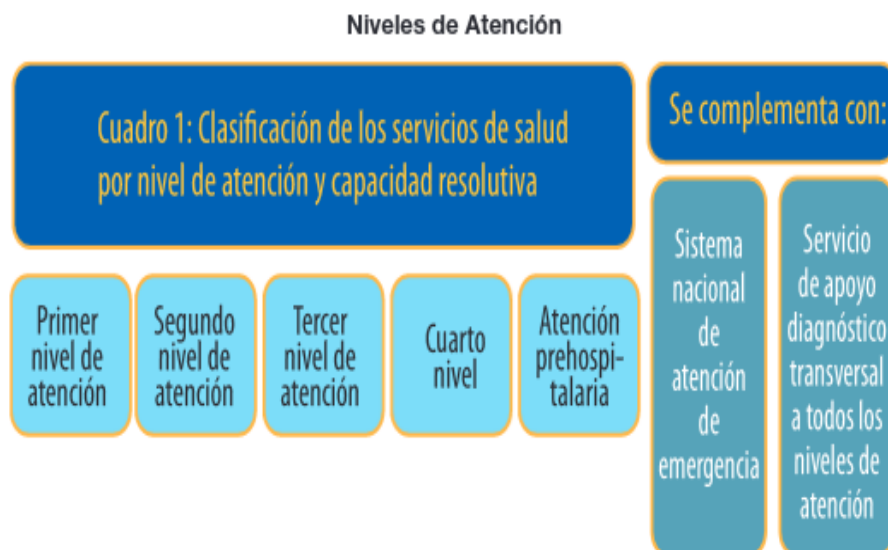 Niveles de Atención
Cuadro 1: Clasificación de los servicios de salud
por nivel de atención y capacidad resolutiva
Se complementa con:
Primer
nivel de
atención
Segundo
nivel de
atención
Tercer
nivel de
atención
Cuarto
nivel
Atención
prehospi-
talaria
Sistema
nacional
de
atención
de
emergencia
Servicio
de apoyo
diagnóstico
transversal
a todos los
niveles de
atención